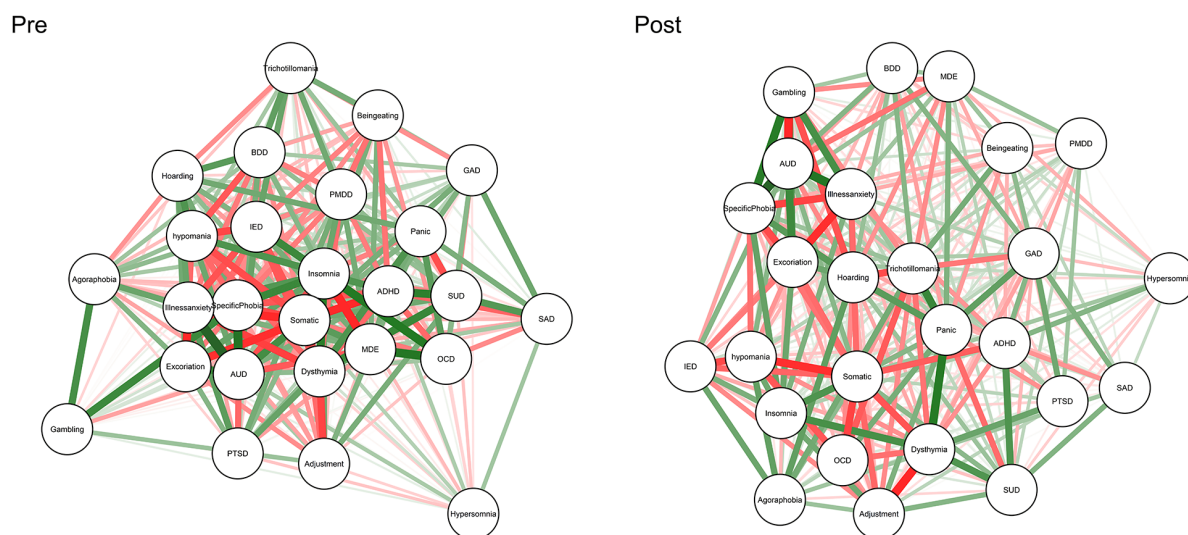 Pre
Trichotillomania
Beingeating
BDD
GAD
Hoarding
PMDD
IED
hypomania
Panic
Agoraphobia
Insomnia
ADHD
SUD
Illnessanxiety
SpecificPhobia
Somatic
SAD
MDE
OCD
Excoriation
AUD
Dysthymia
Gambling
PTSD
Adjustment
Hypersomnia
Post
BDD
MDE
Gambling
PMDD
Beingeating
AUD
Illnessanxiety
SpecificPhobia
GAD
Excoriation
Hoarding
Trichotillomania
Hypersomnia
Panic
ADHD
hypomania
IED
Somatic
SAD
PTSD
Insomnia
Dysthymia
OCD
SUD
Agoraphobia
Adjustment